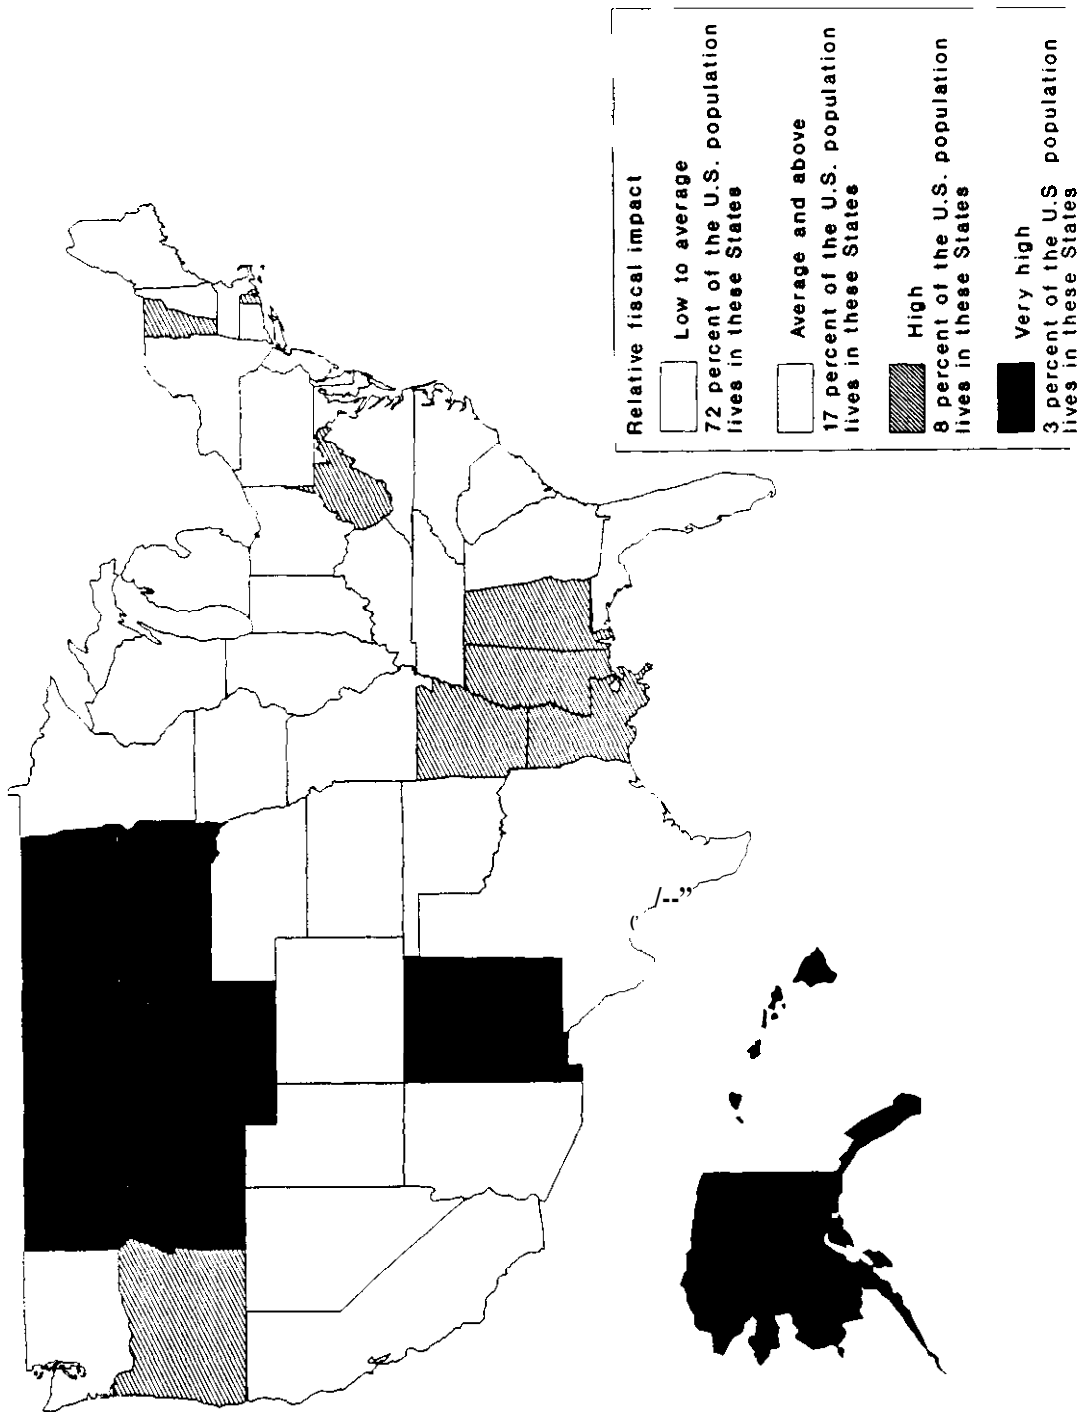 Relative fiscal impact
Low to average
72 percent of the U.S. population
lives in these States
Average and above
17 percent of the U.S. population
lives in these States
High
8 percent of the U.S. population
lives in these States
Very high
3 percent of the U.S population
lives in these States